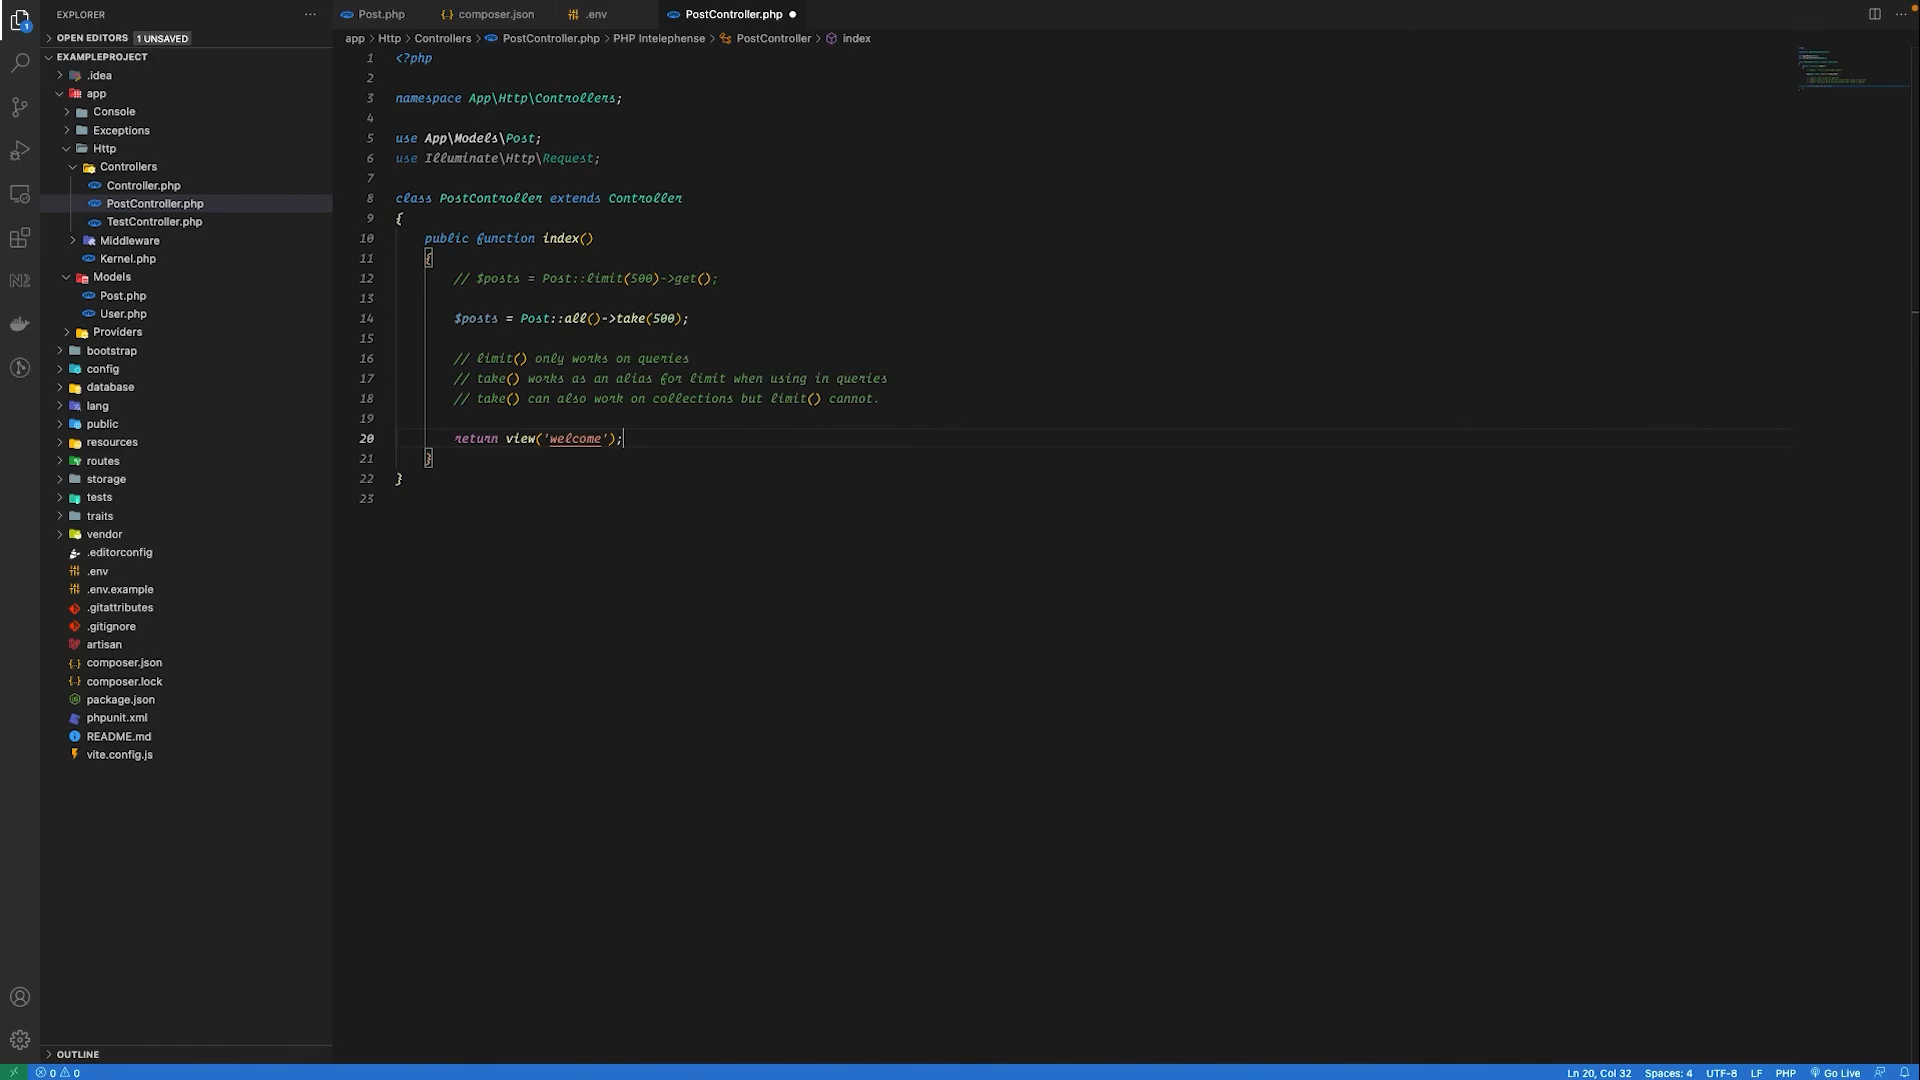 EXPLORER
OPEN EDITORS 1 UNSAVED
EXAMPLEPROJECT
.idea
app
Console
Exceptions
Http
Controllers
Controller.php
PostController.php
TestController.php
Middleware
Kernel.php
Models
Post.php
User.php
Providers
bootstrap
config
database
lang
public
resources
routes
storage
tests
traits
vendor
.editorconfig
.env
.env.example
.gitattributes
.gitignore
artisan
composer.json
composer.lock
package.json
phpunit.xml
README.md
vite.config.js
OUTLINE
Post.php composer.json .env PostController.php
app > Http > Controllers > PostController.php > PHP Intelephense > PostController > index
1 <?php
2
3 namespace App\Http\Controllers;
4
5 use App\Models\Post;
6 use Illuminate\Http\Request;
7
8 class PostController extends Controller
9 {
10 public function index()
11 {
12 // $posts = Post::limit(500)->get();
13
14 $posts = Post::all()->take(500);
15
16 // limit() only works on queries
17 // take() works as an alias for limit when using in queries
18 // take() can also work on collections but limit() cannot.
19
20 return view('welcome');
21 }
22 }
23
0 0 Ln 20, Col 32 Spaces: 4 UTF-8 LF PHP Go Live